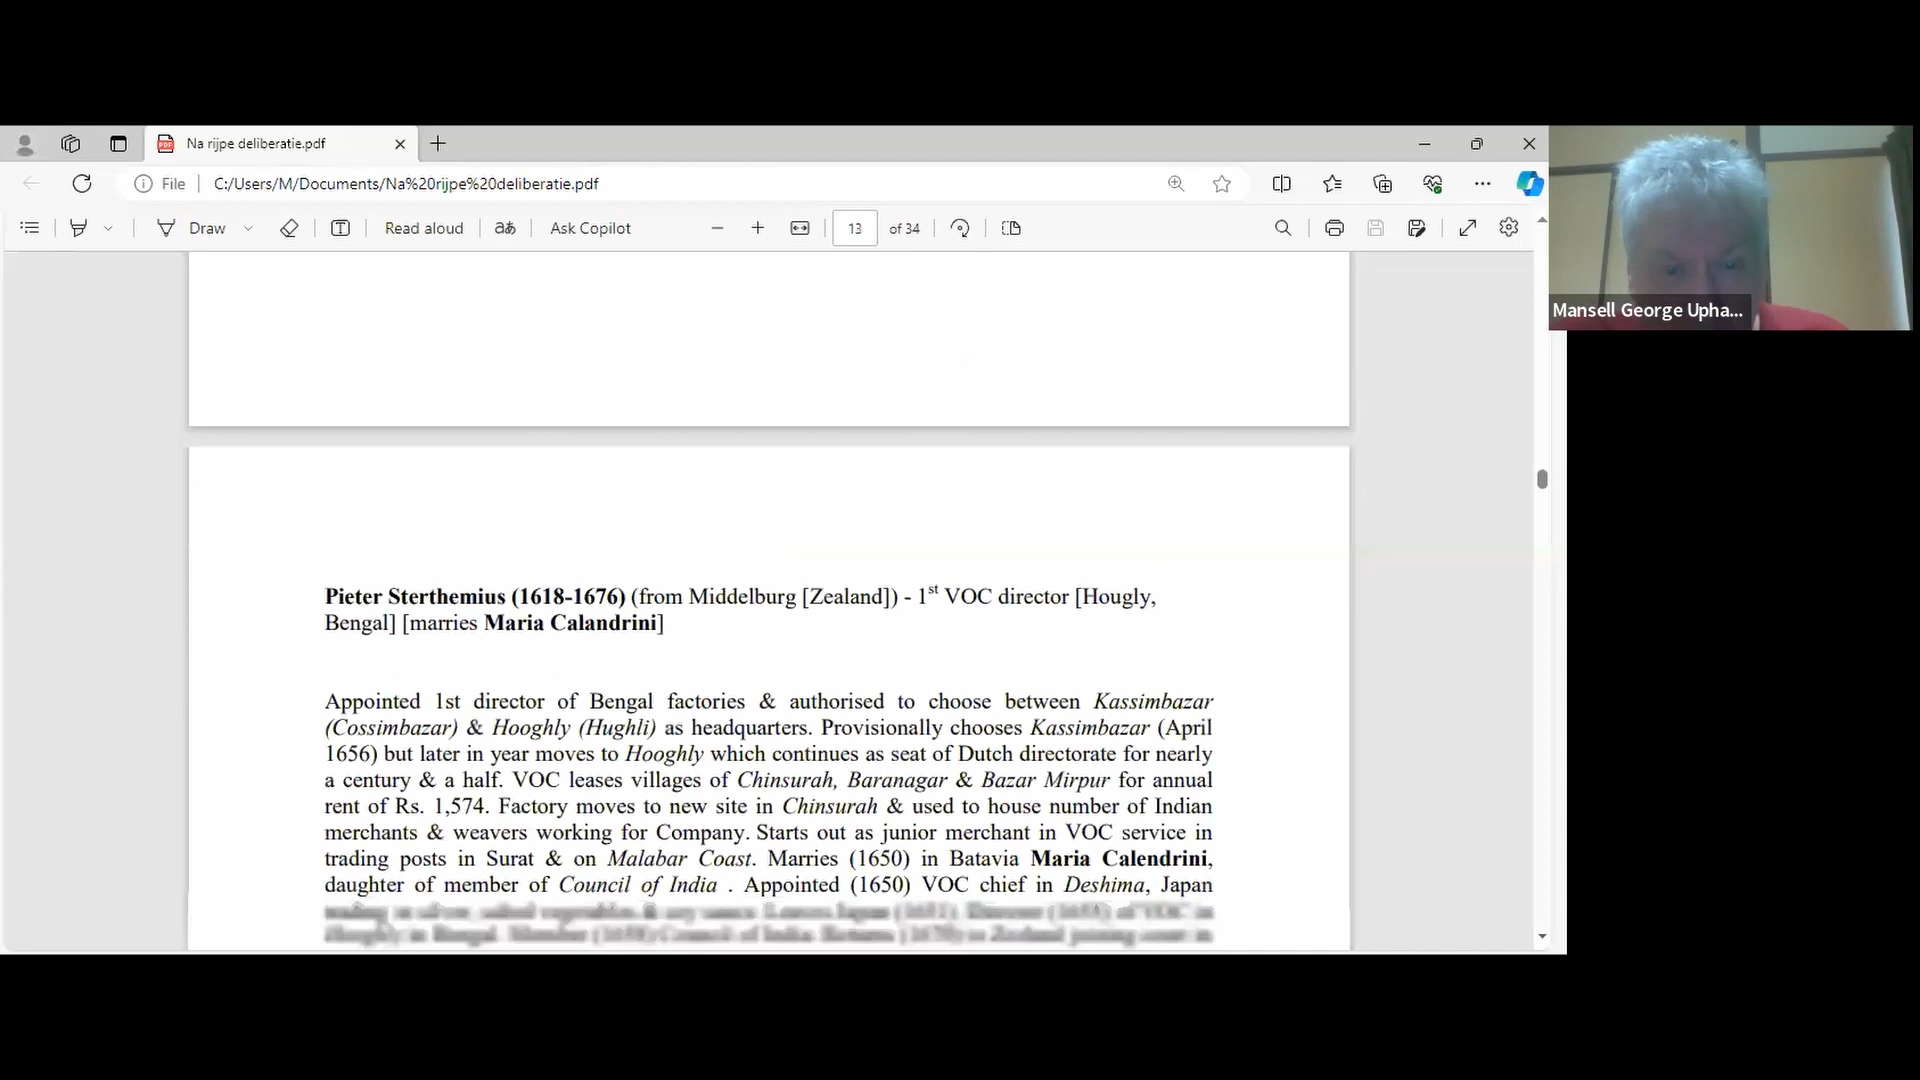 Na rijpe deliberatie.pdf
File
C:/Users/M/Documents/Na%20rijpe%20deliberatie.pdf
Draw
Read aloud
aあ
Ask Copilot
13 of 34
Mansell George Upha...
Pieter Sterthemius (1618-1676) (from Middelburg [Zealand]) - 1st VOC director [Hougly,
Bengal] [marries Maria Calandrini]
Appointed 1st director of Bengal factories & authorised to choose between Kassimbazar
(Cossimbazar) & Hooghly (Hughli) as headquarters. Provisionally chooses Kassimbazar (April
1656) but later in year moves to Hooghly which continues as seat of Dutch directorate for nearly
a century & a half. VOC leases villages of Chinsurah, Baranagar & Bazar Mirpur for annual
rent of Rs. 1,574. Factory moves to new site in Chinsurah & used to house number of Indian
merchants & weavers working for Company. Starts out as junior merchant in VOC service in
trading posts in Surat & on Malabar Coast. Marries (1650) in Batavia Maria Calendrini,
daughter of member of Council of India . Appointed (1650) VOC chief in Deshima, Japan